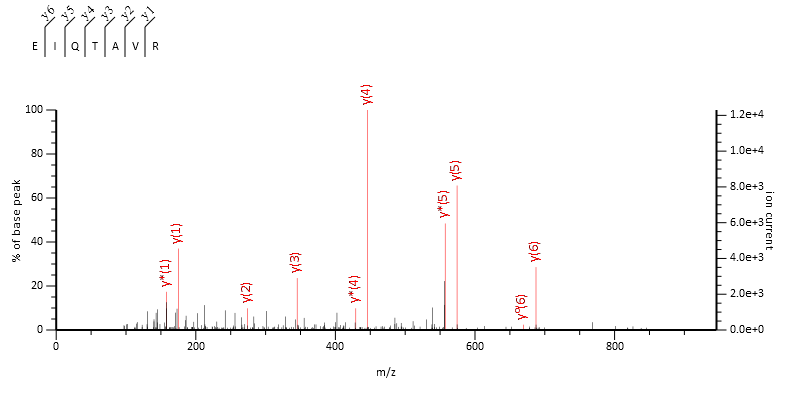 y6 y5 y4 y3 y2 y1
E I Q T A V R
y(4)
100 1.2e+4
1.0e+4
80
y(5)
8.0e+3
60
y*(5)
6.0e+3
y(1) y(6)
40
4.0e+3
y*(1) y(3)
20
y(2) y*(4) yo(6)
2.0e+3
0 0.0e+0
0 200 400 600 800
% of base peak
ion current
m/z